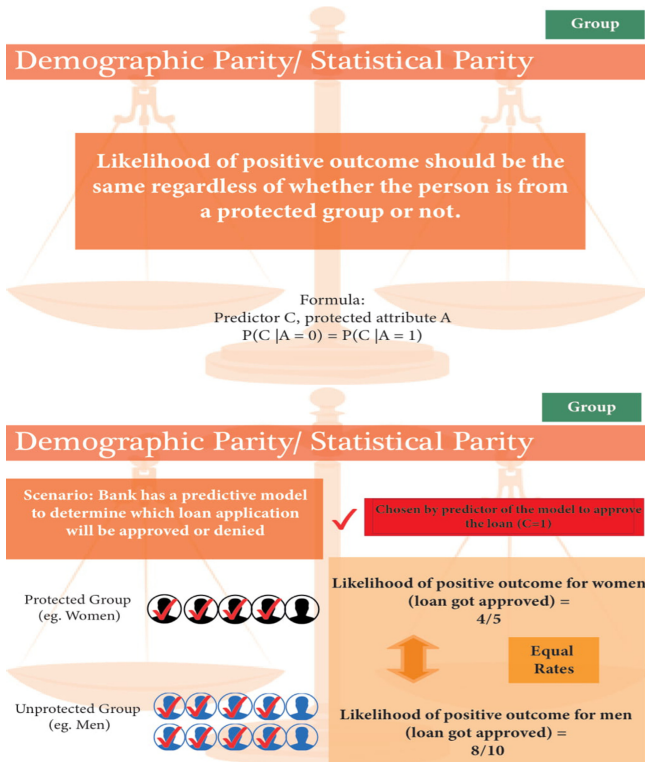 Group
Demographic Parity/ Statistical Parity
Likelihood of positive outcome should be the
same regardless of whether the person is from
a protected group or not.
Formula:
Predictor C, protected attribute A
P(C |A = 0) = P(C |A = 1)
Group
Demographic Parity/ Statistical Parity
Scenario: Bank has a predictive model
to determine which loan application
will be approved or denied
Chosen by predictor of the model to approve
the loan (C=1)
Protected Group
(eg. Women)
Likelihood of positive outcome for women
(loan got approved) =
4/5
Equal
Rates
Unprotected Group
(eg. Men)
Likelihood of positive outcome for men
(loan got approved) =
8/10